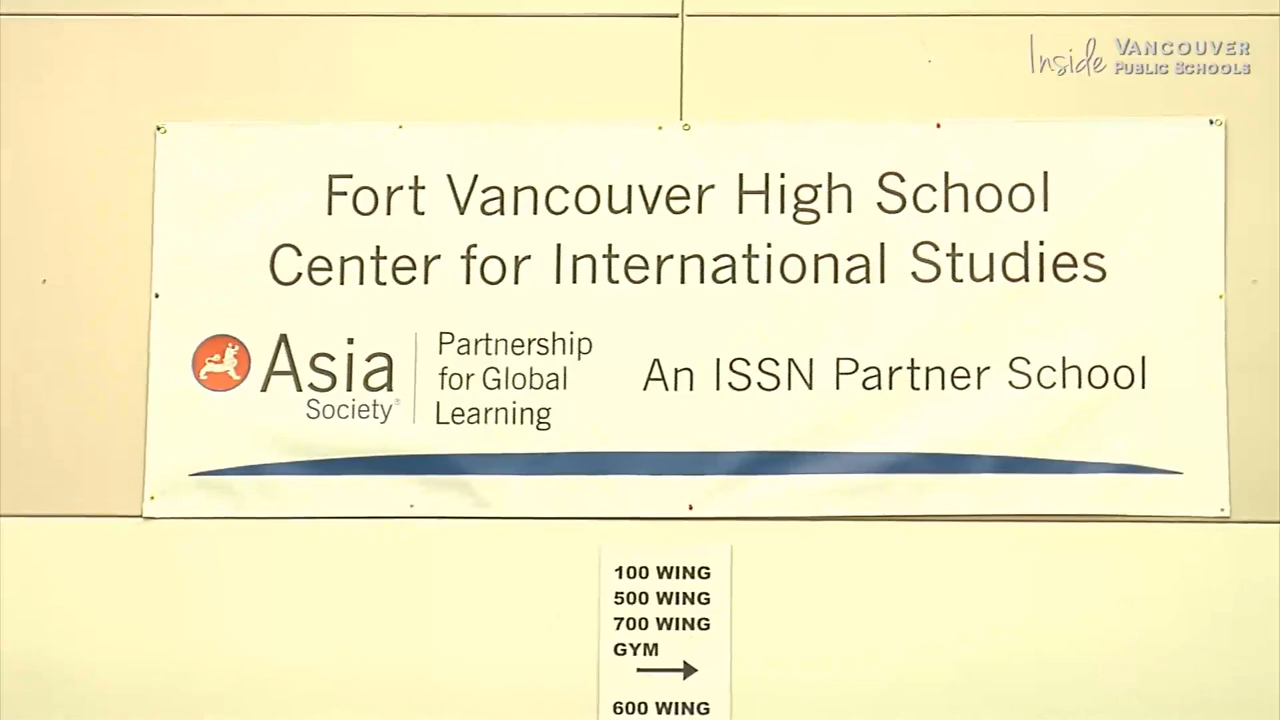 Inside VANCOUVER
PUBLIC SCHOOLS
Fort Vancouver High School
Center for International Studies
Asia
Society®
Partnership
for Global
Learning
An ISSN Partner School
100 WING
500 WING
700 WING
GYM
600 WING